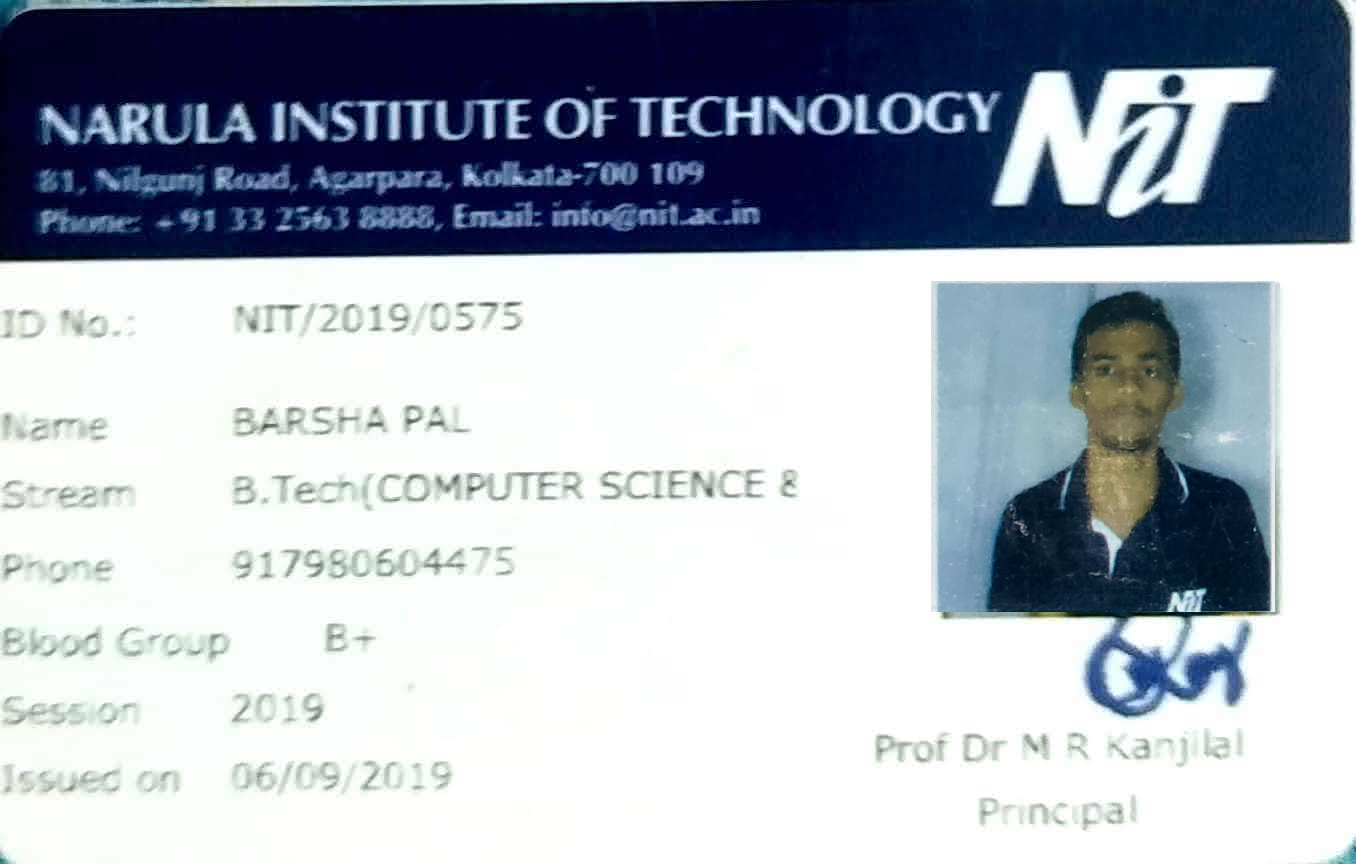 NARULA INSTITUTE OF TECHNOLOGY
NiT
81, Nilgunj Road, Agarpara, Kolkata-700 109
Phone: +91 33 2563 8888, Email: info@nit.ac.in
ID No.: NIT/2019/0575
Name BARSHA PAL
Stream B.Tech(COMPUTER SCIENCE &
Phone 917980604475
Blood Group B+
Session 2019
Issued on 06/09/2019
NiT
Prof Dr M R Kanjilal
Principal